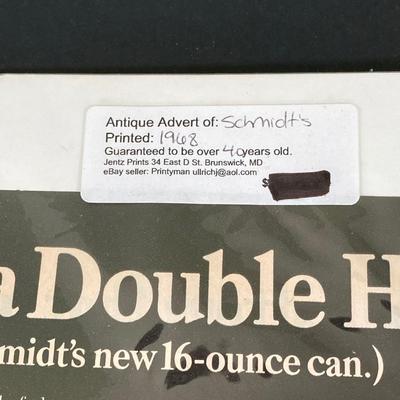 Antique Advert of: Schmidt's
Printed: 1968
Guaranteed to be over 40 years old.
Jentz Prints 34 East D St. Brunswick, MD
eBay seller: Printyman ullrichj@aol.com
$
a Double H
midt's new 16-ounce can.)